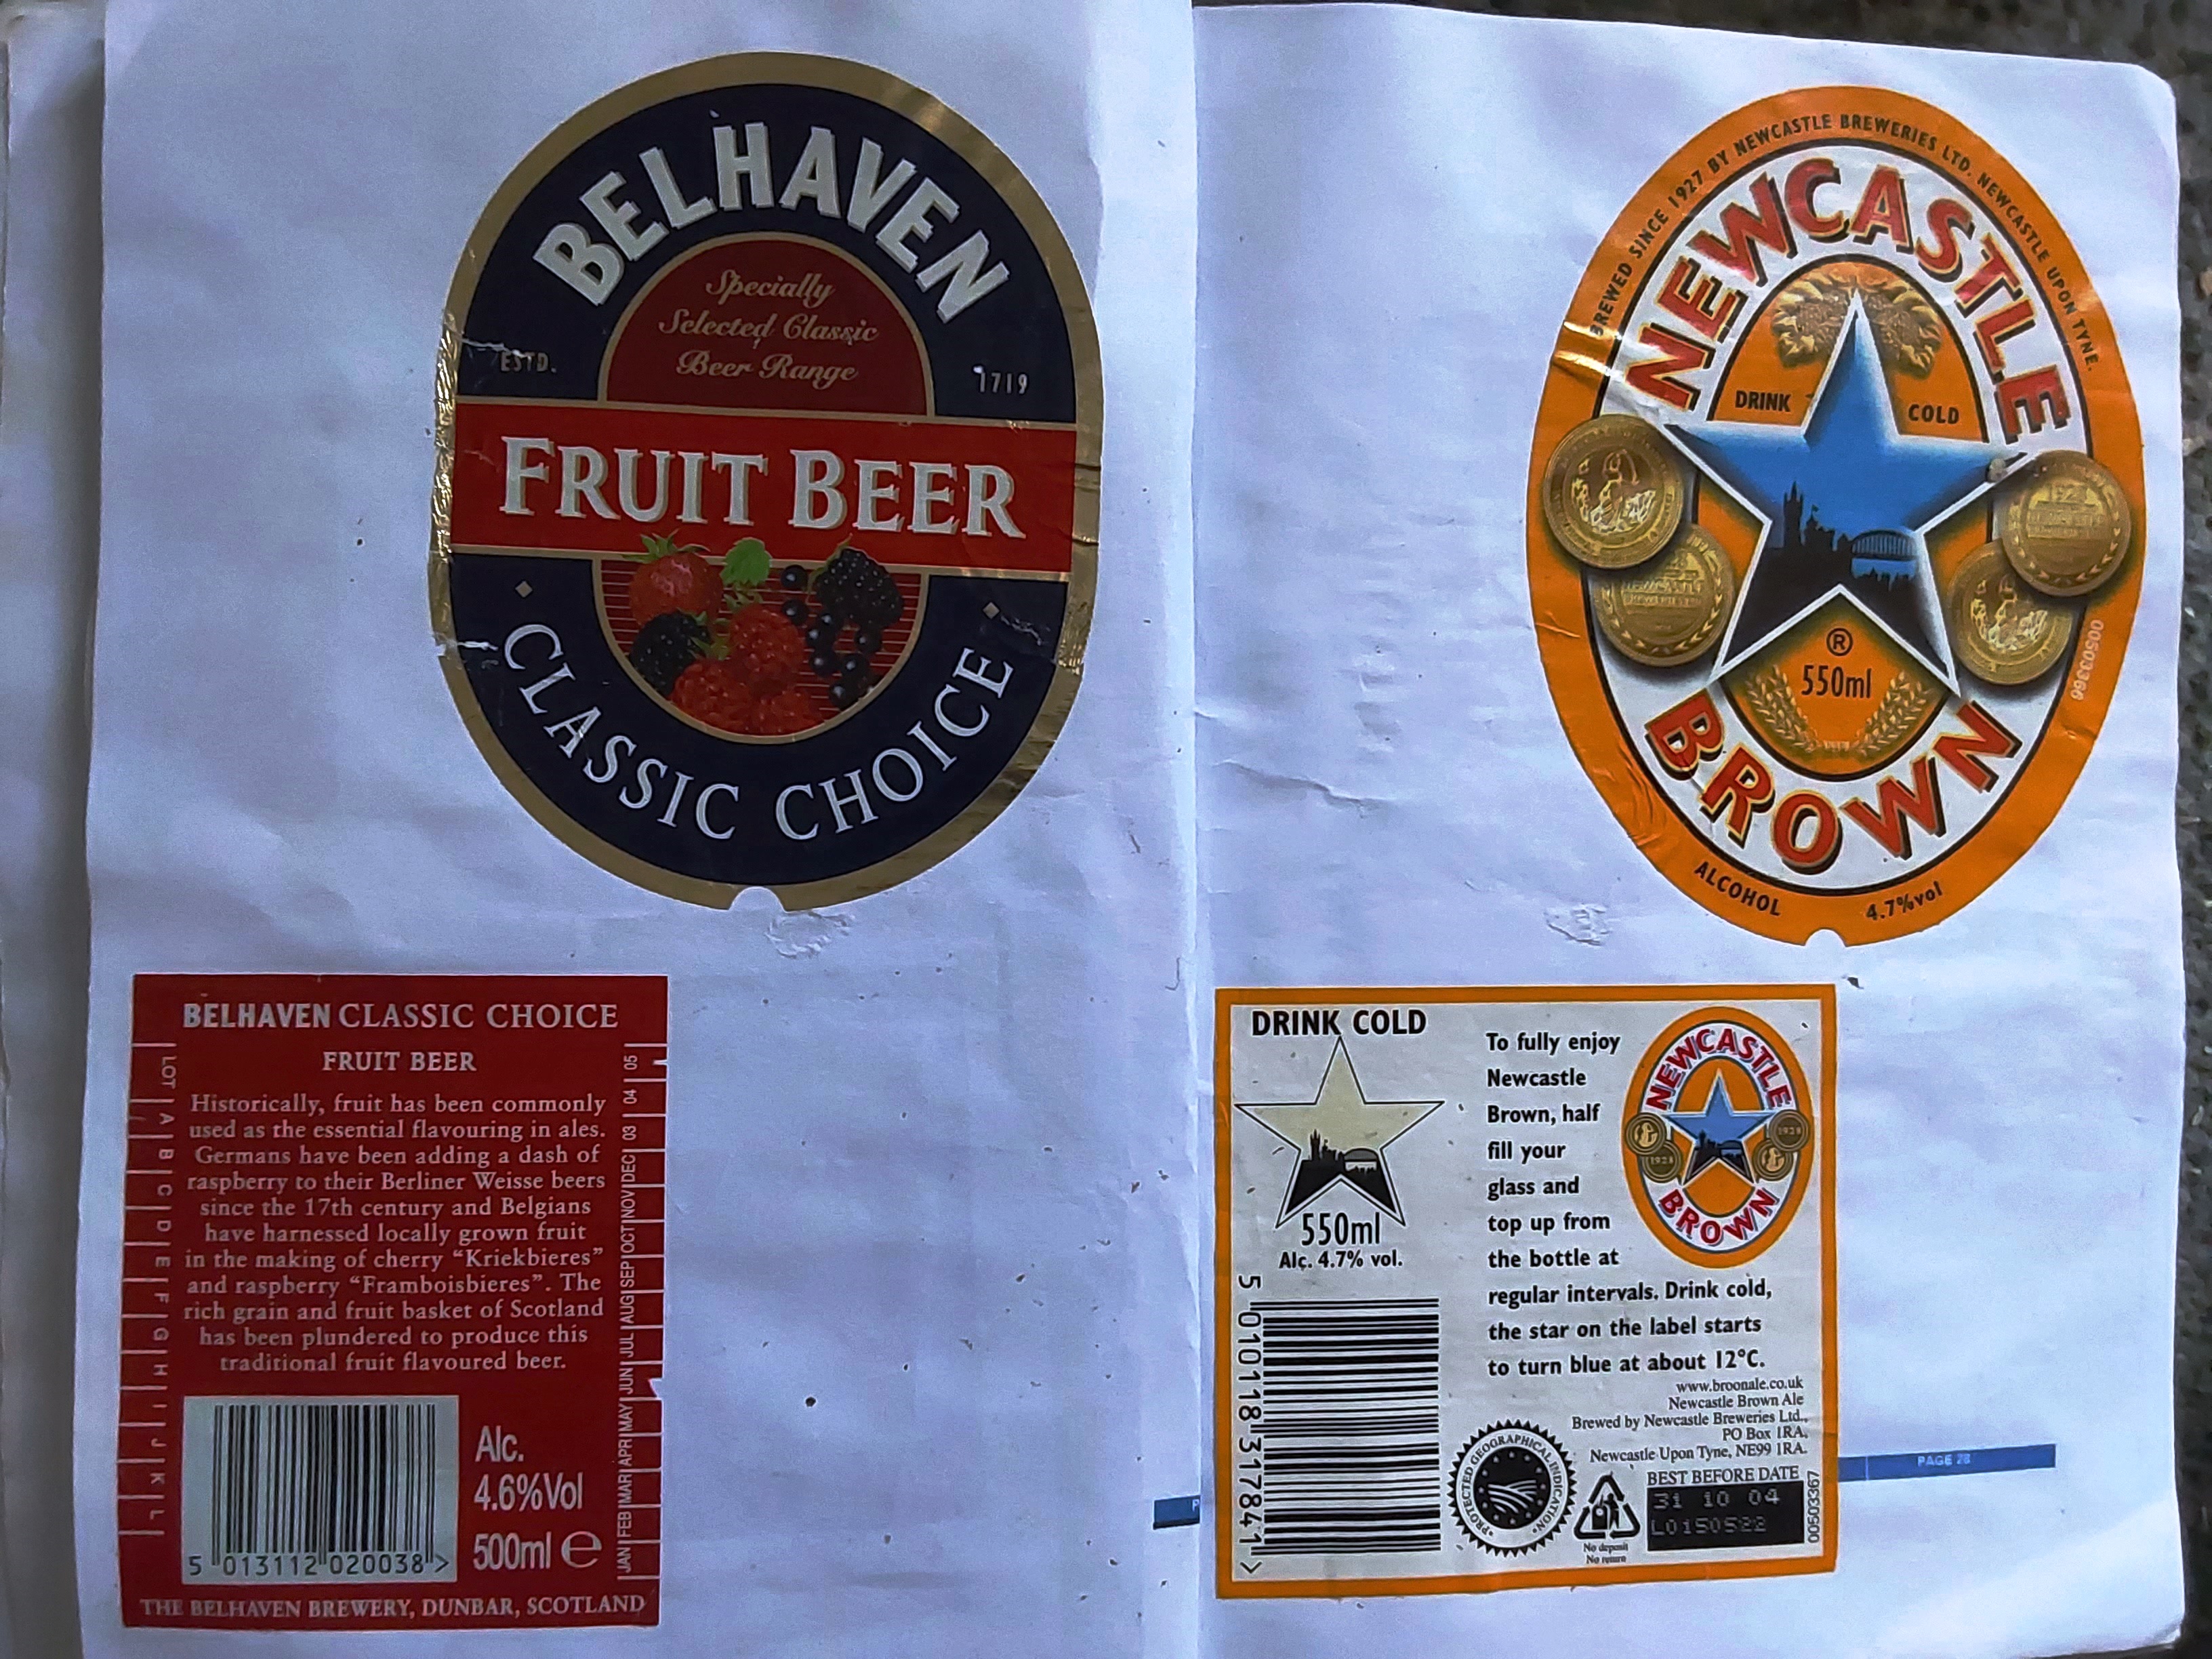 BELHAVEN
Specially
Selected Classic
Beer Range
ESTD. 1719
FRUIT BEER
• CLASSIC CHOICE •
BELHAVEN CLASSIC CHOICE
FRUIT BEER
Historically, fruit has been commonly
used as the essential flavouring in ales.
Germans have been adding a dash of
raspberry to their Berliner Weisse beers
since the 17th century and Belgians
have harnessed locally grown fruit
in the making of cherry “Kriekbieres”
and raspberry “Framboisbieres”. The
rich grain and fruit basket of Scotland
has been plundered to produce this
traditional fruit flavoured beer.
LOT A B C D E F G H I J K L
JAN FEB MAR APR MAY JUN JUL AUG SEP OCT NOV DEC 03 04 05
Alc.
4.6%Vol
500ml e
5 013112 020038 >
THE BELHAVEN BREWERY, DUNBAR, SCOTLAND
BREWED SINCE 1927 BY NEWCASTLE BREWERIES LTD. NEWCASTLE UPON TYNE.
NEWCASTLE
DRINK COLD
®
550ml
BROWN
ALCOHOL 4.7%vol
00503366
DRINK COLD
550ml
Alc. 4.7% vol.
5 010118 317841 >
To fully enjoy
Newcastle
Brown, half
fill your
glass and
top up from
the bottle at
regular intervals. Drink cold,
the star on the label starts
to turn blue at about 12°C.
NEWCASTLE
1928
1928
BROWN
www.broonale.co.uk
Newcastle Brown Ale
Brewed by Newcastle Breweries Ltd.,
PO Box 1RA,
Newcastle Upon Tyne, NE99 1RA.
• PROTECTED GEOGRAPHICAL INDICATION •
No deposit
No return
BEST BEFORE DATE
31 10 04
L0150522
00503367
PAGE 28